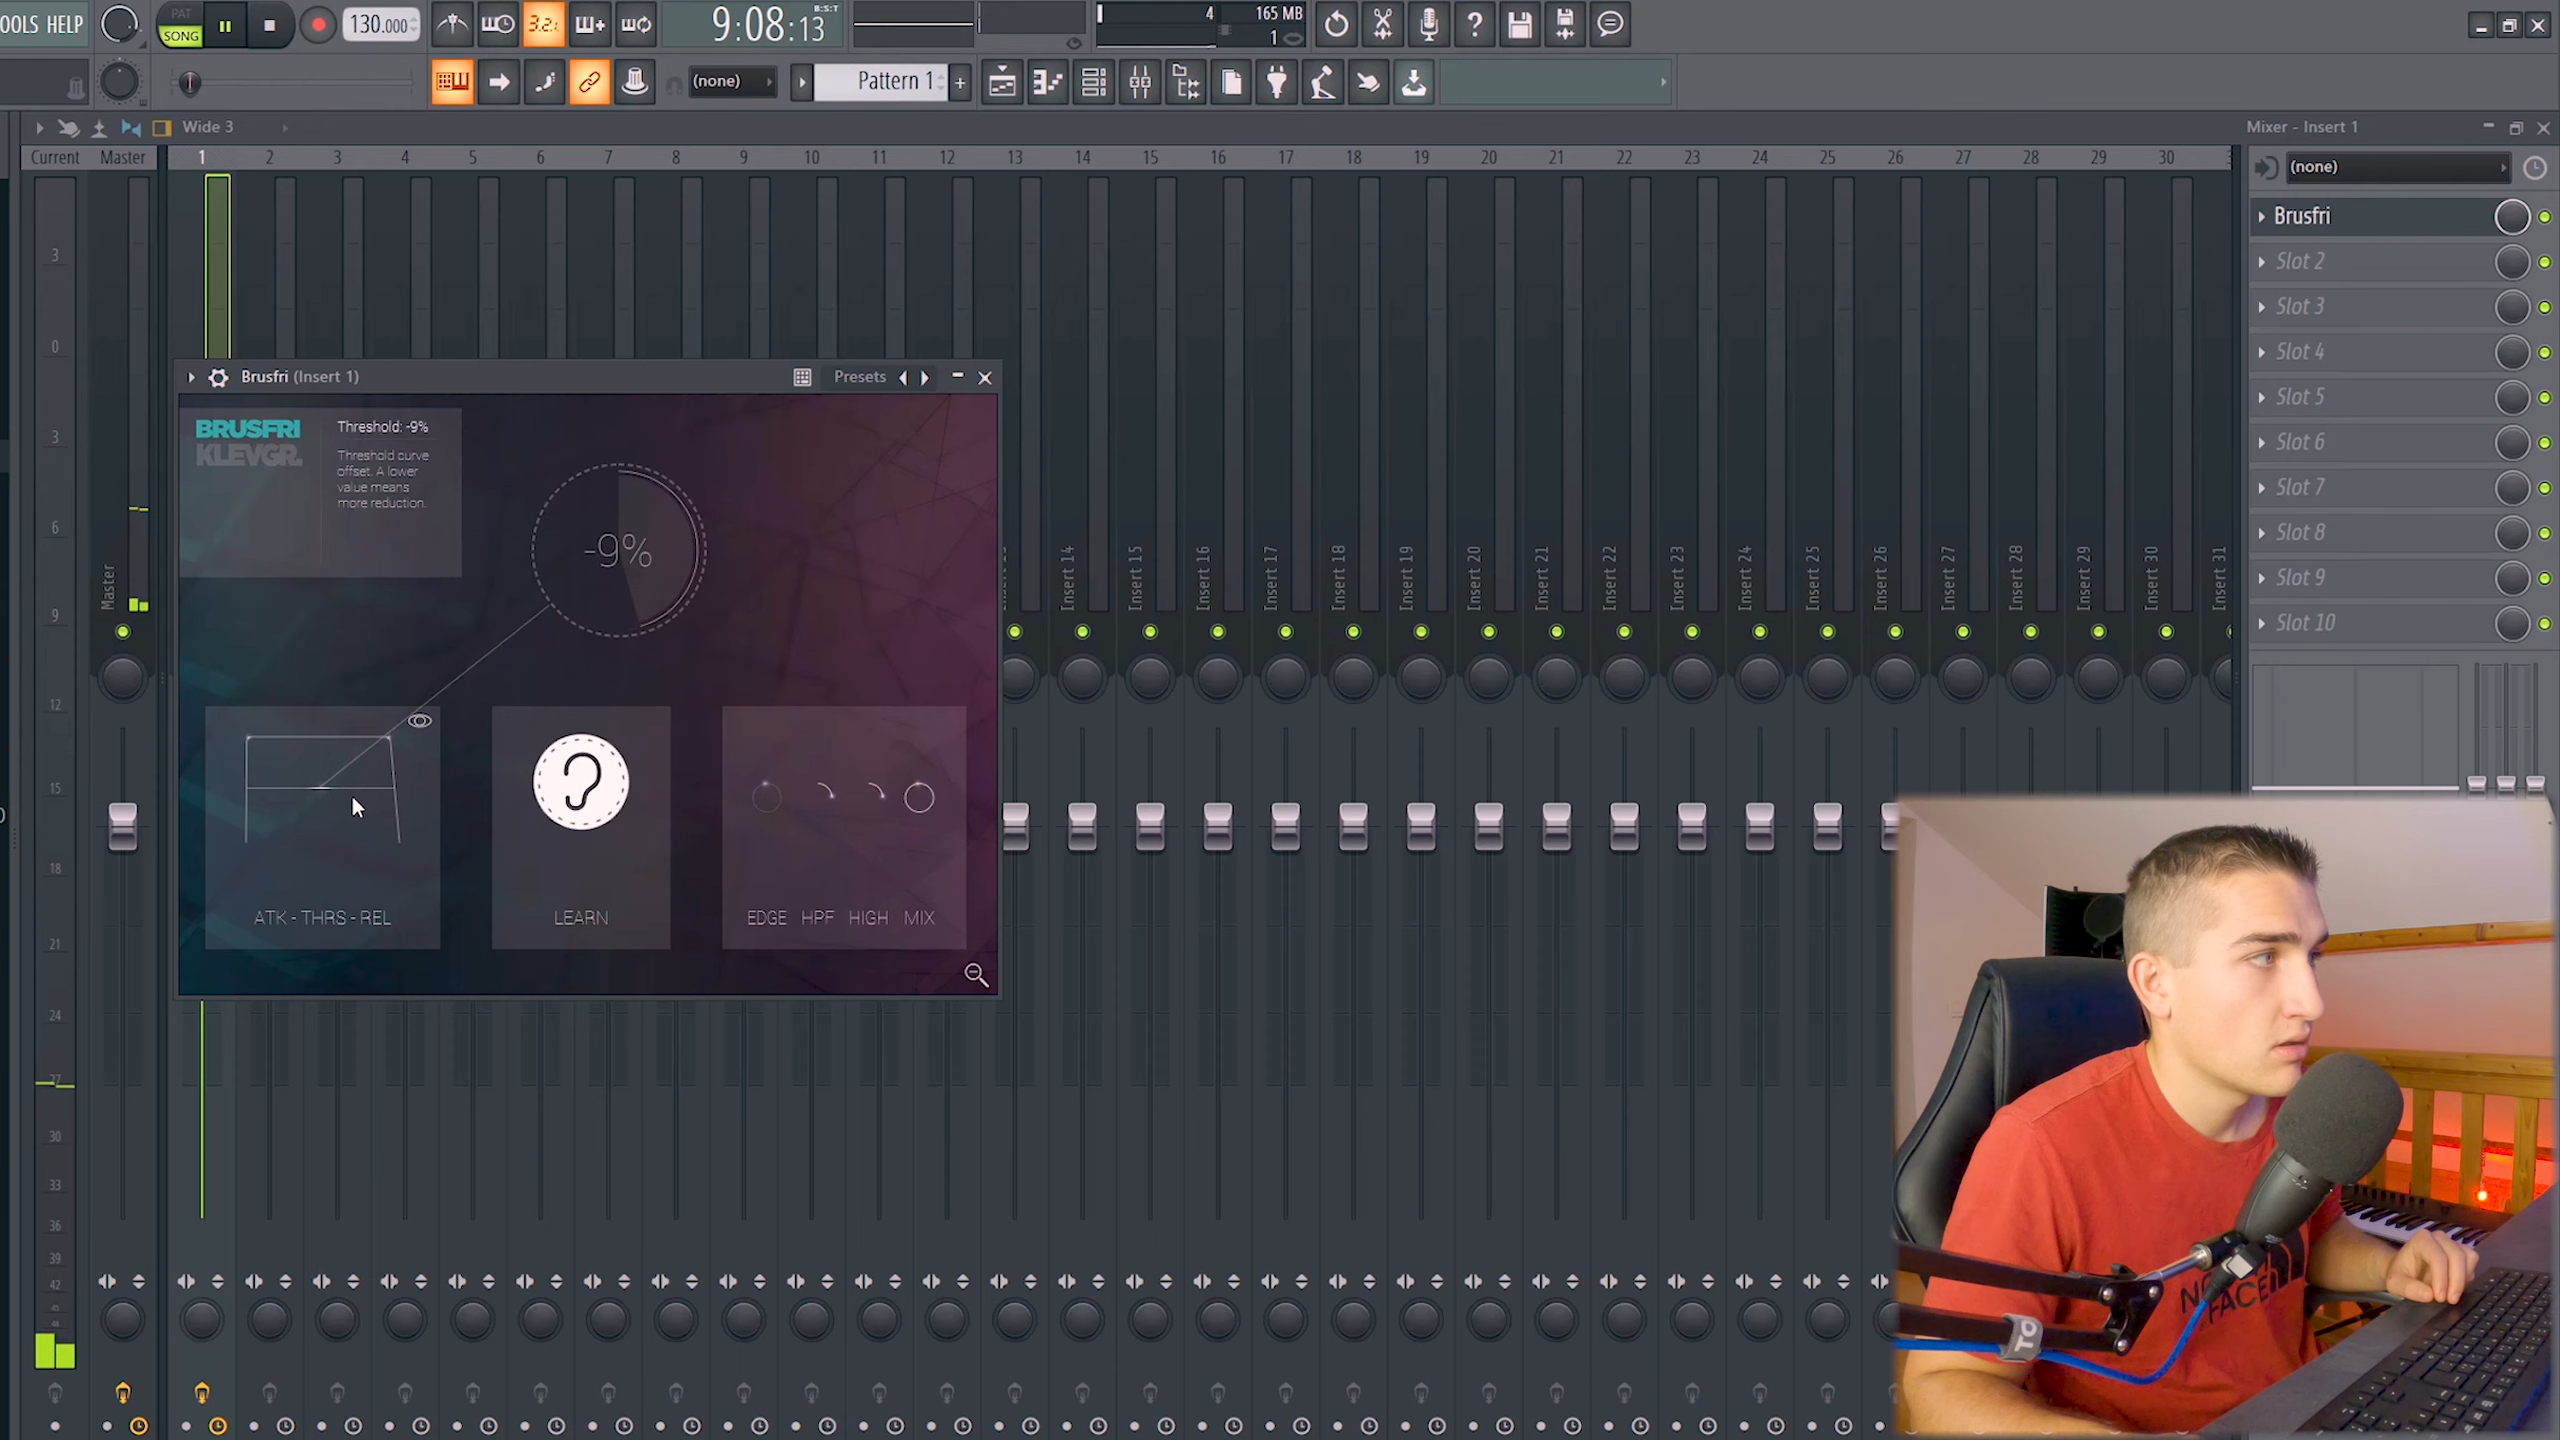 OOLS HELP
PAT
SONG
130.000
3.2.
9:08:13
B:S:T
4
165 MB
1
(none)
Pattern 1
+
Wide 3
Mixer - Insert 1
Current
Master
1
2
3
4
5
6
7
8
9
10
11
12
13
14
15
16
17
18
19
20
21
22
23
24
25
26
27
28
29
30
(none)
Brusfri
Slot 2
Slot 3
Slot 4
Slot 5
Slot 6
Slot 7
Slot 8
Slot 9
Slot 10
3
0
3
6
9
12
15
18
21
24
27
30
33
36
39
42
Master
Brusfri (Insert 1)
Presets
BRUSFRI
KLEVGR.
Threshold: -9%
Threshold curve
offset. A lower
value means
more reduction.
-9%
ATK - THRS - REL
LEARN
EDGE HPF HIGH MIX
Insert 14
Insert 15
Insert 16
Insert 17
Insert 18
Insert 19
Insert 20
Insert 21
Insert 22
Insert 23
Insert 24
Insert 25
Insert 26
Insert 27
Insert 28
Insert 29
Insert 30
Insert 31
FACE
TO